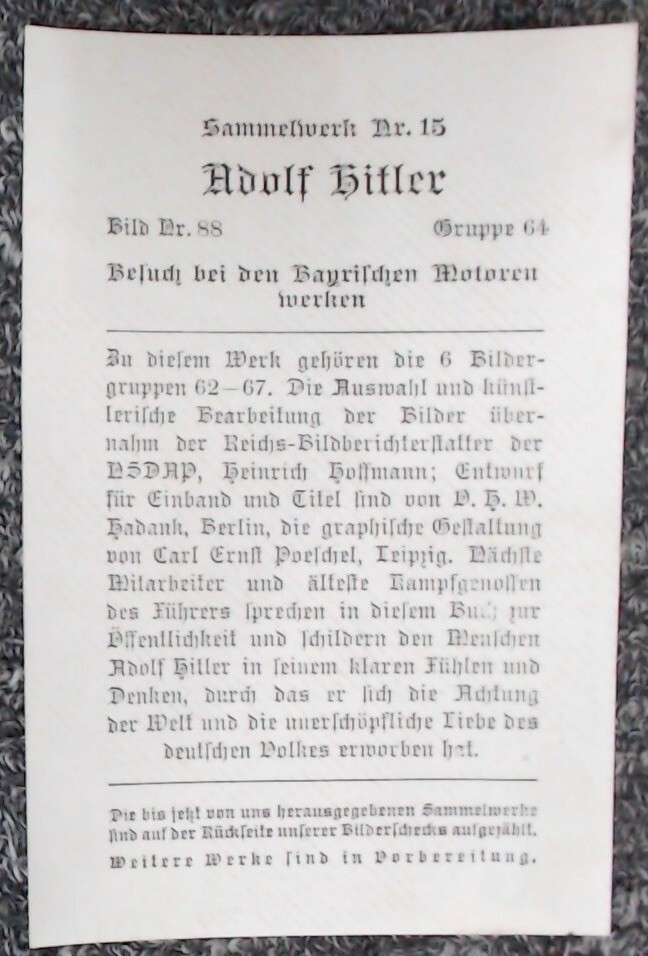 Sammelwerk Nr. 15
Adolf Hitler
Bild Nr. 88 Gruppe 64
Besuch bei den Bayrischen Motoren
werken
Zu diesem Werk gehören die 6 Bilder-
gruppen 62–67. Die Auswahl und künst-
lerische Bearbeitung der Bilder über-
nahm der Reichs-Bildberichterstatter der
NSDAP, Heinrich Hoffmann; Entwurf
für Einband und Titel sind von O. H. W.
Hadank, Berlin, die graphische Gestaltung
von Carl Ernst Poeschel, Leipzig. Nächste
Mitarbeiter und älteste Kampfgenossen
des Führers sprechen in diesem Buch zur
Öffentlichkeit und schildern den Menschen
Adolf Hitler in seinem klaren Fühlen und
Denken, durch das er sich die Achtung
der Welt und die unerschöpfliche Liebe des
deutschen Volkes erworben hat.
Die bis jetzt von uns herausgegebenen Sammelwerke
sind auf der Rückseite unserer Bilderschecks aufgezählt.
Weitere Werke sind in Vorbereitung.